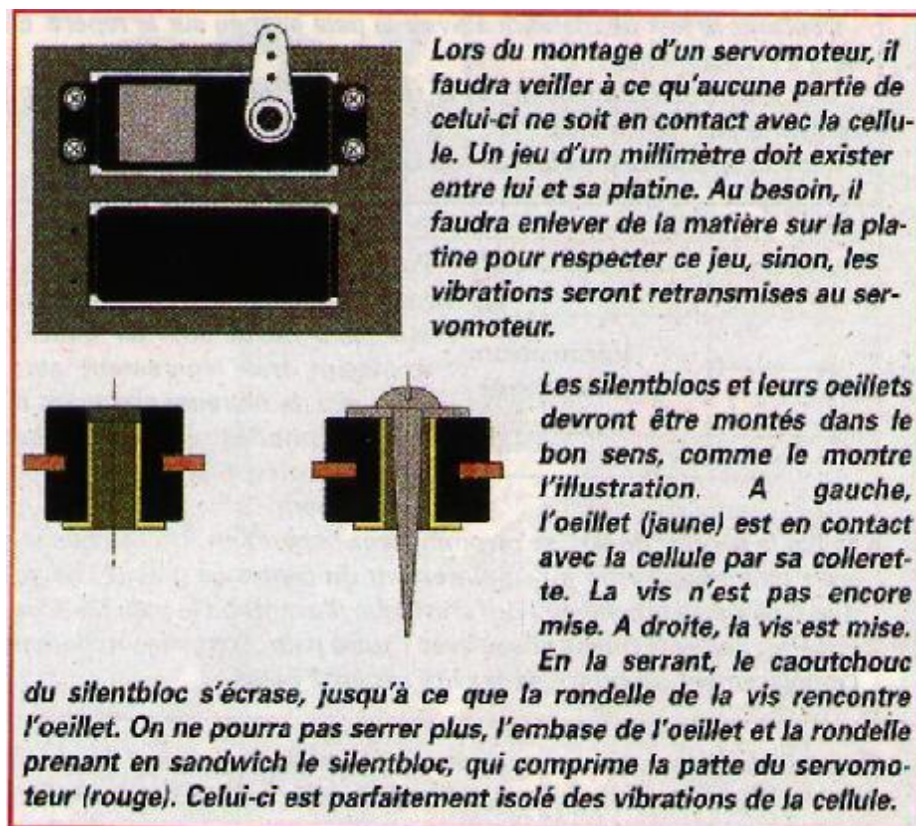 Lors du montage d'un servomoteur, il
faudra veiller à ce qu'aucune partie de
celui-ci ne soit en contact avec la cellu-
le. Un jeu d'un millimètre doit exister
entre lui et sa platine. Au besoin, il
faudra enlever de la matière sur la pla-
tine pour respecter ce jeu, sinon, les
vibrations seront retransmises au ser-
vomoteur.
Les silentblocs et leurs oeillets
devront être montés dans le
bon sens, comme le montre
l'illustration. A gauche,
l'oeillet (jaune) est en contact
avec la cellule par sa colleret-
te. La vis n'est pas encore
mise. A droite, la vis est mise.
En la serrant, le caoutchouc
du silentbloc s'écrase, jusqu'à ce que la rondelle de la vis rencontre
l'oeillet. On ne pourra pas serrer plus, l'embase de l'oeillet et la rondelle
prenant en sandwich le silentbloc, qui comprime la patte du servomo-
teur (rouge). Celui-ci est parfaitement isolé des vibrations de la cellule.